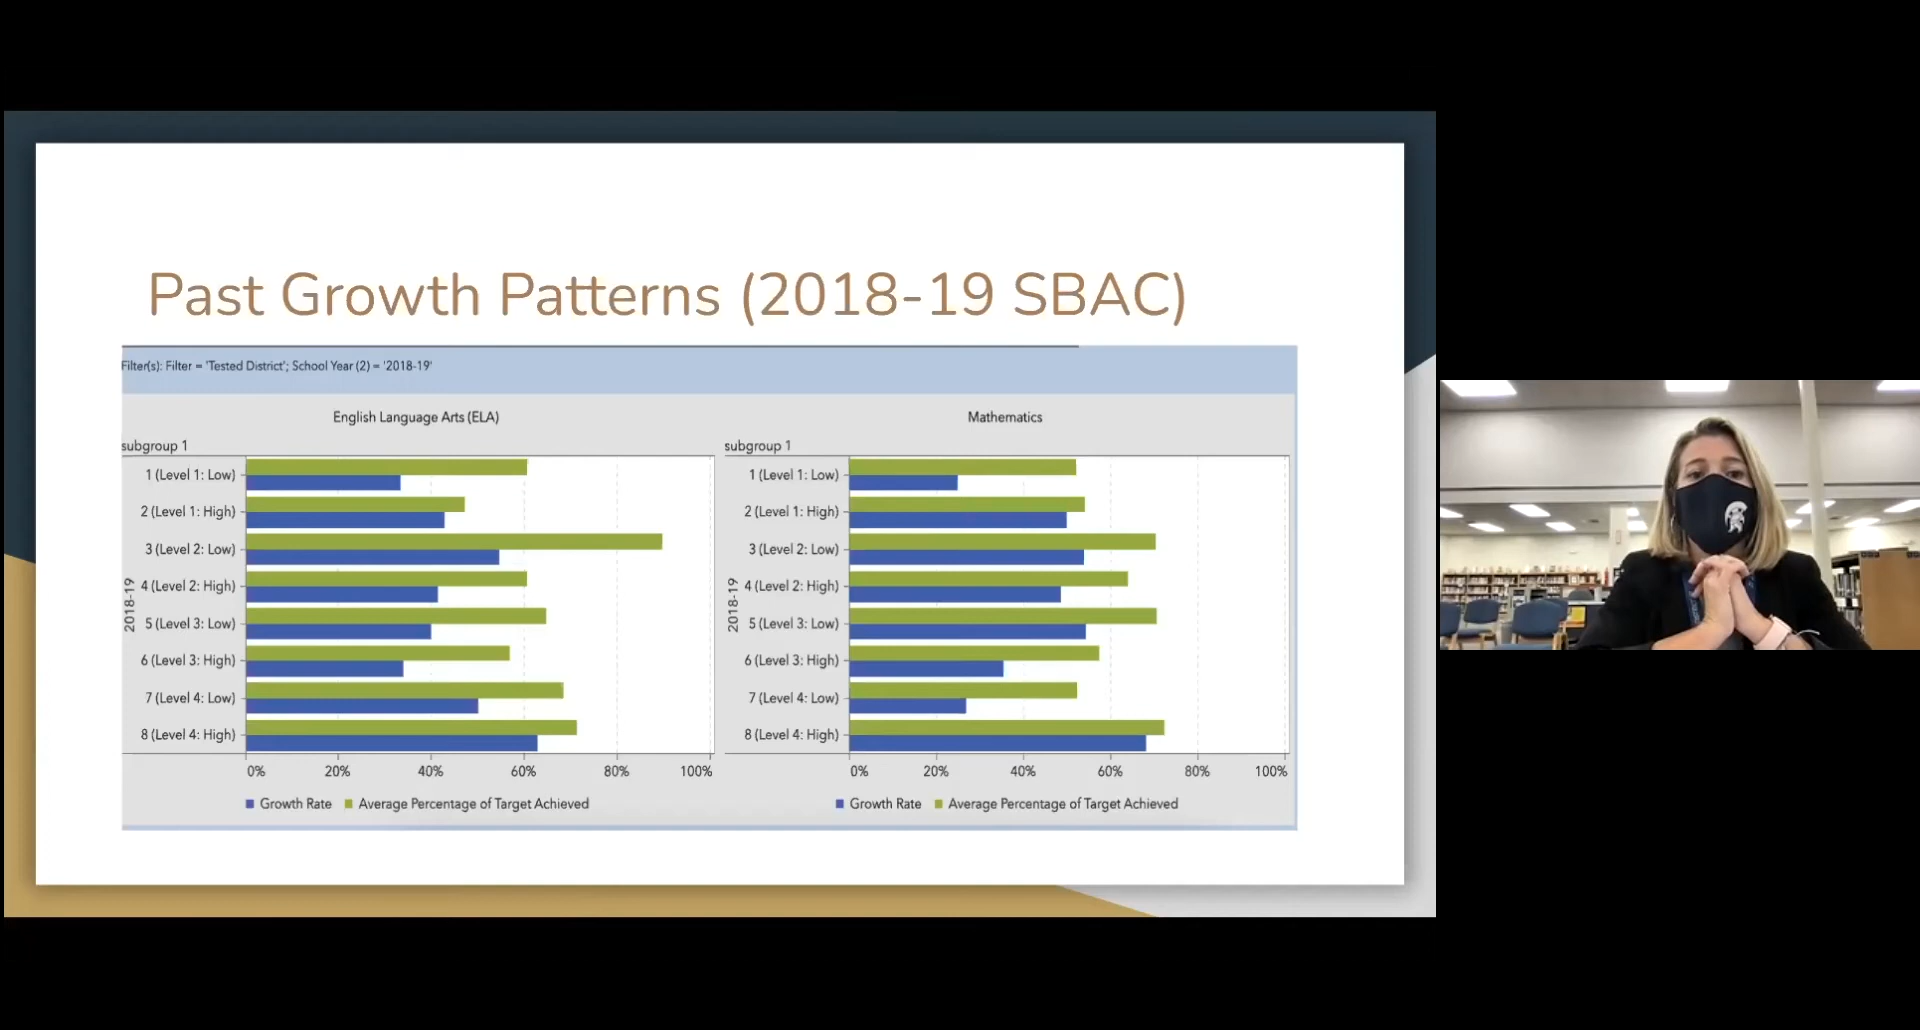 Past Growth Patterns (2018-19 SBAC)
Filter(s): Filter = 'Tested District'; School Year (2) = '2018-19'
English Language Arts (ELA)
subgroup 1
2018-19
1 (Level 1: Low)
2 (Level 1: High)
3 (Level 2: Low)
4 (Level 2: High)
5 (Level 3: Low)
6 (Level 3: High)
7 (Level 4: Low)
8 (Level 4: High)
0% 20% 40% 60% 80% 100%
Growth Rate Average Percentage of Target Achieved
Mathematics
subgroup 1
2018-19
1 (Level 1: Low)
2 (Level 1: High)
3 (Level 2: Low)
4 (Level 2: High)
5 (Level 3: Low)
6 (Level 3: High)
7 (Level 4: Low)
8 (Level 4: High)
0% 20% 40% 60% 80% 100%
Growth Rate Average Percentage of Target Achieved